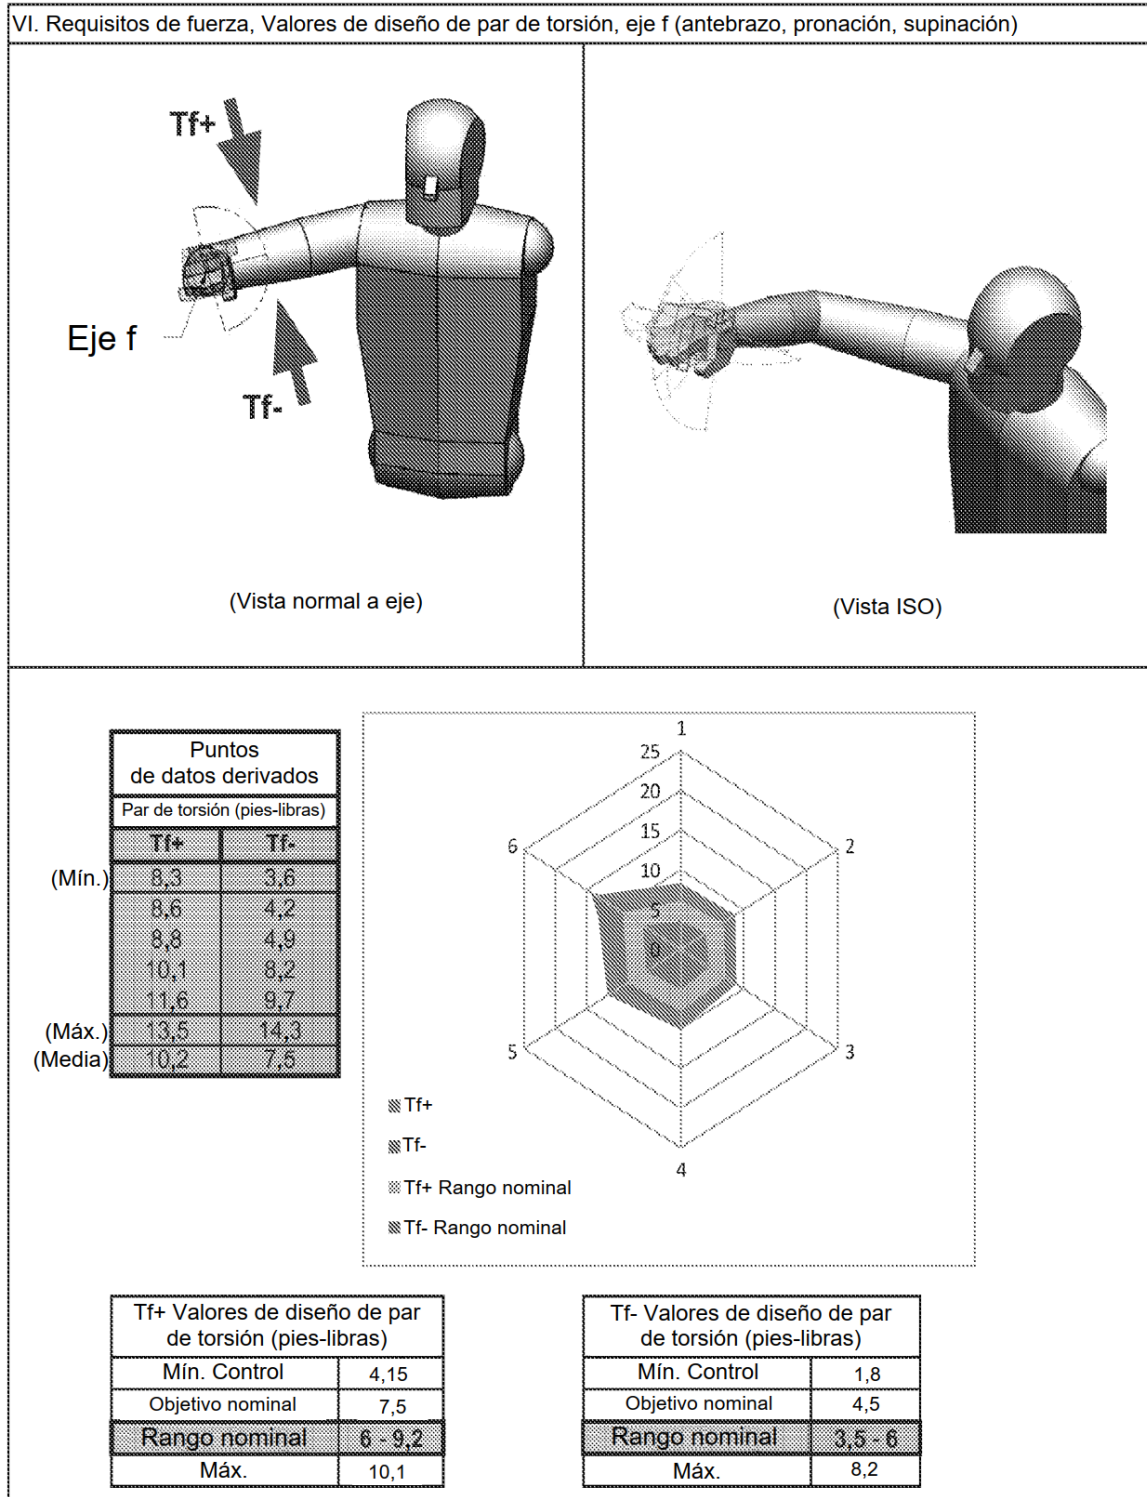 VI. Requisitos de fuerza, Valores de diseño de par de torsión, eje f (antebrazo, pronación, supinación)
Tf+
Eje f
Tf-
(Vista normal a eje)
(Vista ISO)
Puntos
de datos derivados
Par de torsión (pies-libras)
Tf+ Tf-
(Mín.) 8,3 3,6
8,6 4,2
8,8 4,9
10,1 8,2
11,6 9,7
(Máx.) 13,5 14,3
(Media) 10,2 7,5
1
25
20
15
10
5
0
6
2
5
3
4
Tf+
Tf-
Tf+ Rango nominal
Tf- Rango nominal
Tf+ Valores de diseño de par
de torsión (pies-libras)
Mín. Control 4,15
Objetivo nominal 7,5
Rango nominal 6 - 9,2
Máx. 10,1
Tf- Valores de diseño de par
de torsión (pies-libras)
Mín. Control 1,8
Objetivo nominal 4,5
Rango nominal 3,5 - 6
Máx. 8,2